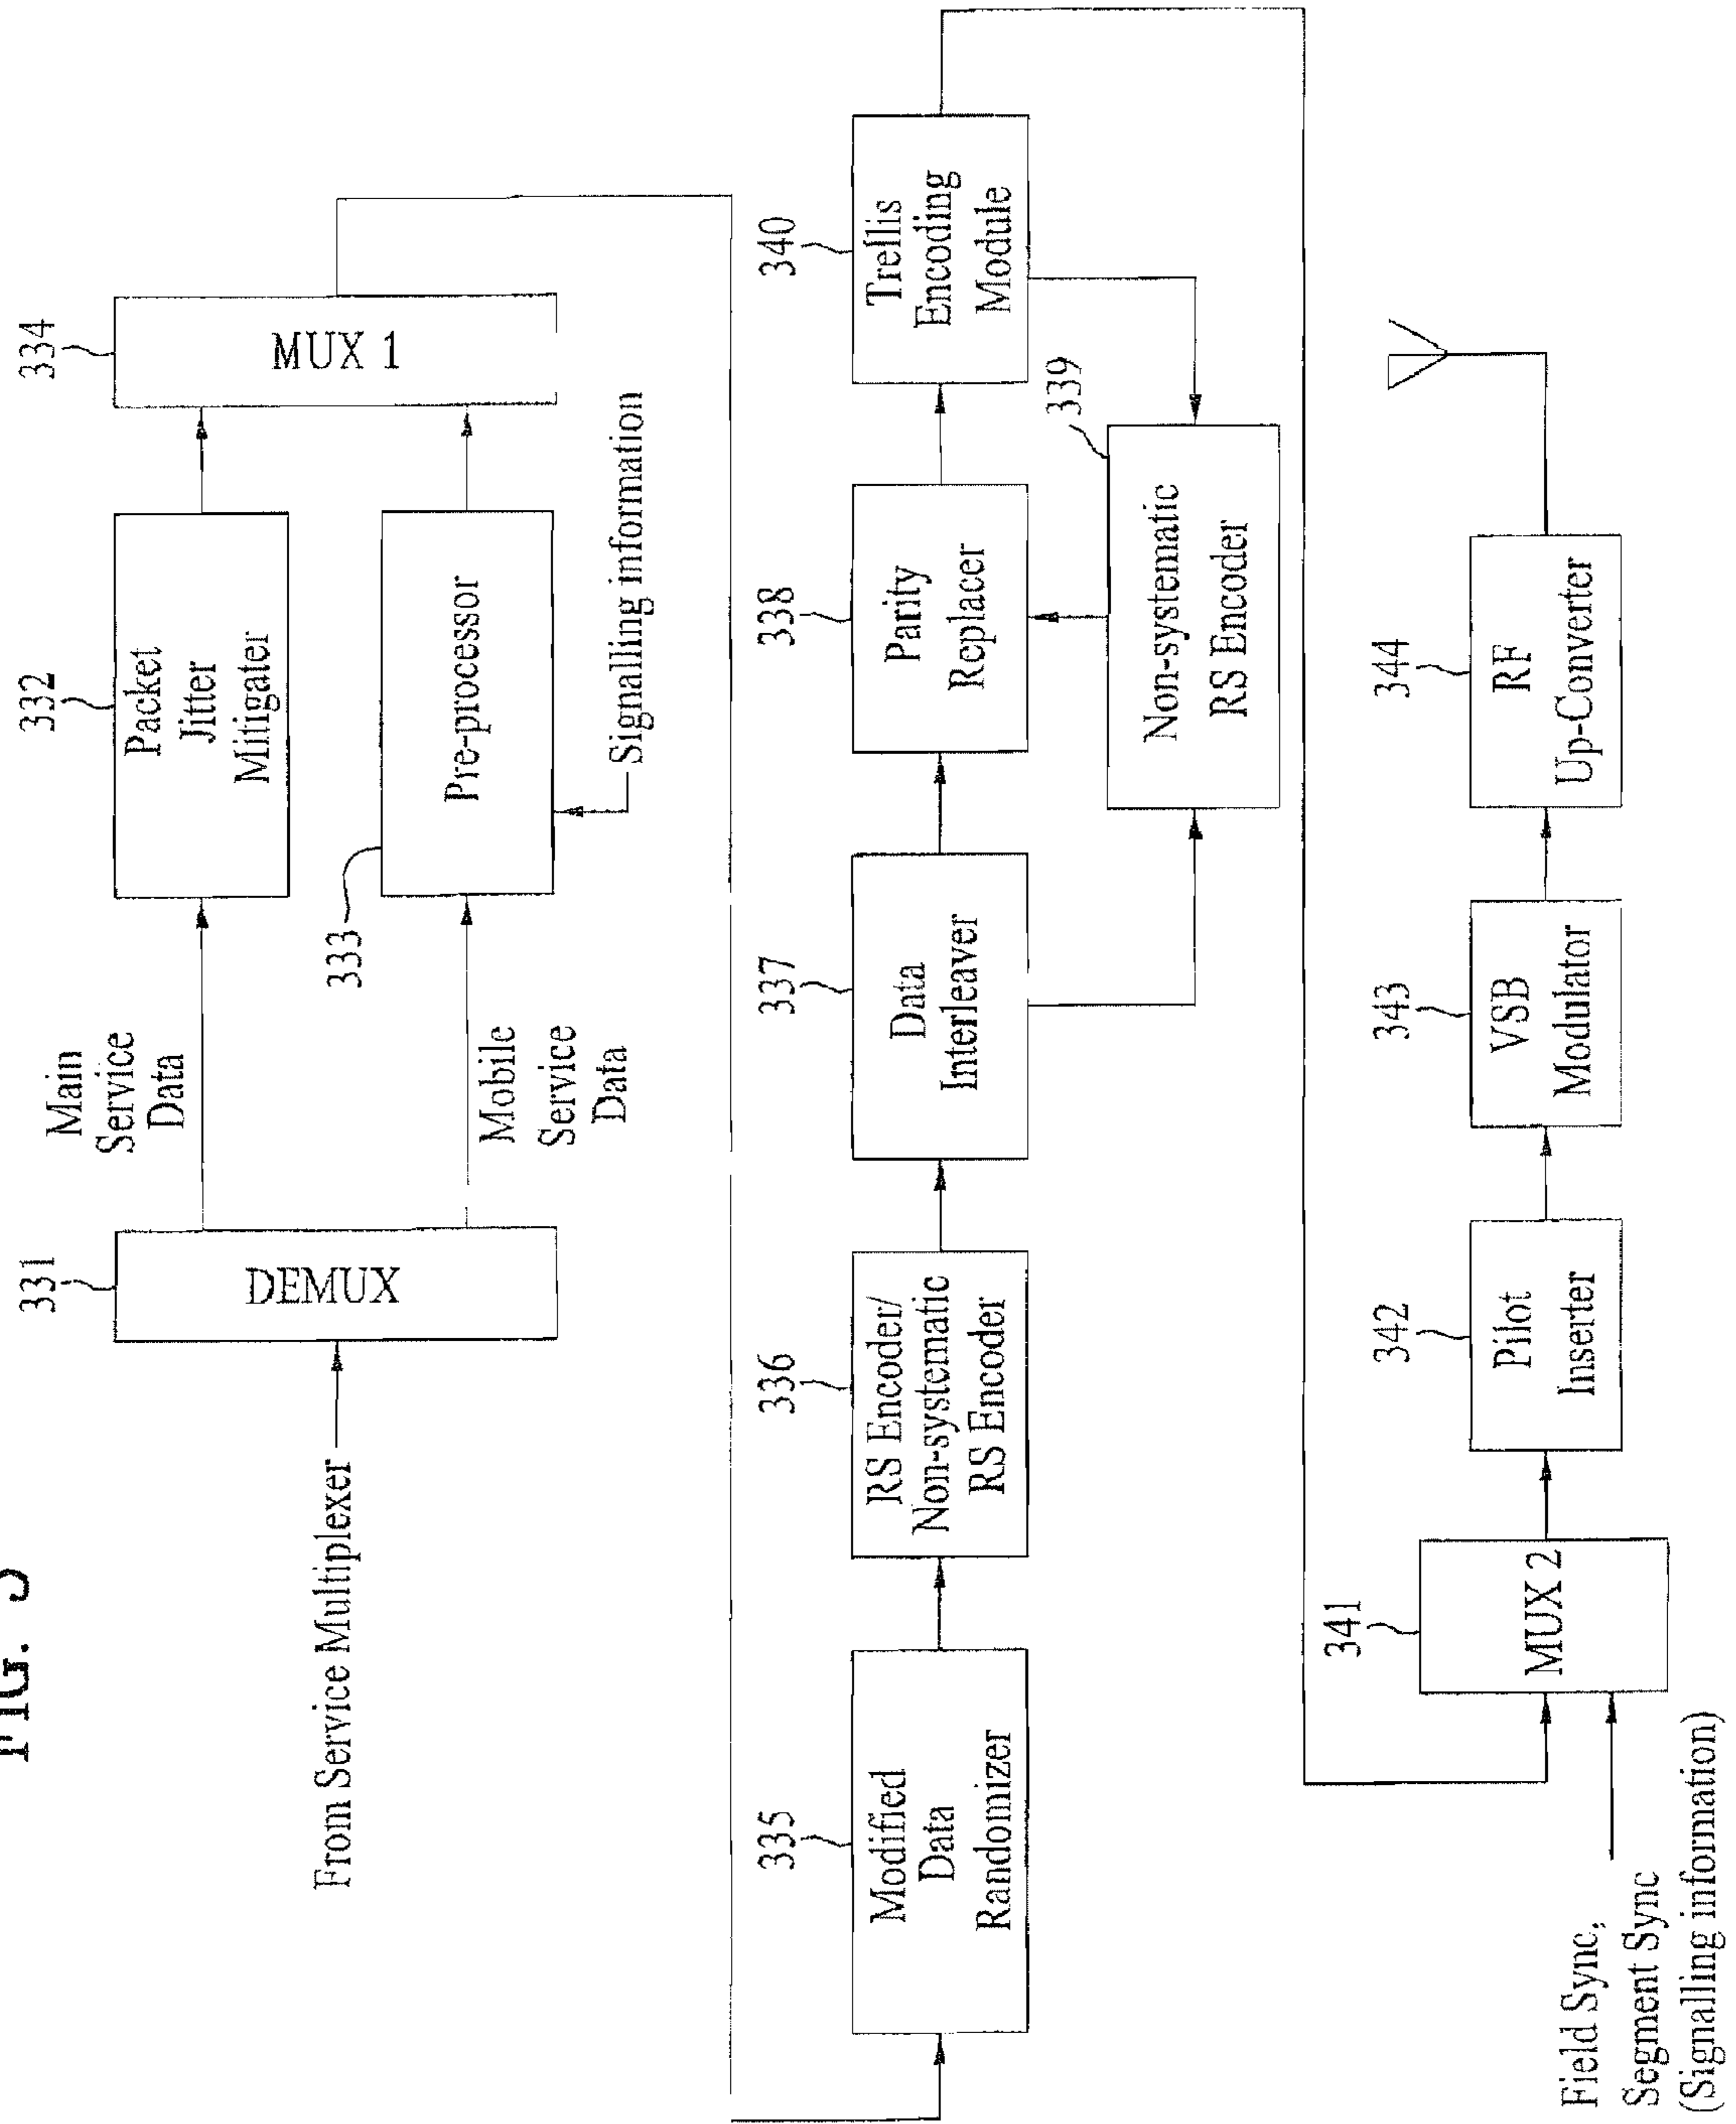 FIG.
331
332
333
334
From Service Multiplexer
DEMUX
Main
Service
Data
Mobile
Service
Data
Packet
Jitter
Mitigater
Pre-processor
Signalling information
MUX 1
335
336
337
338
339
340
Modified
Data
Randomizer
RS Encoder/
Non-systematic
RS Encoder
Data
Interleaver
Parity
Replacer
Trellis
Encoding
Module
Non-systematic
RS Encoder
341
342
343
344
Field Sync,
Segment Sync
(Signalling information)
MUX 2
Pilot
Inserter
VSB
Modulator
RF
Up-Converter